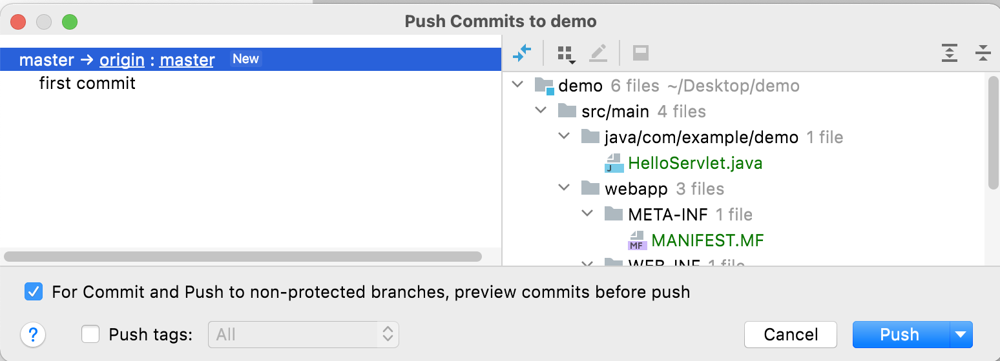 Push Commits to demo
master → origin : master New
first commit
demo 6 files ~/Desktop/demo
src/main 4 files
java/com/example/demo 1 file
J HelloServlet.java
webapp 3 files
META-INF 1 file
MF MANIFEST.MF
WEB-INF 1 file
For Commit and Push to non-protected branches, preview commits before push
? Push tags: All Cancel Push